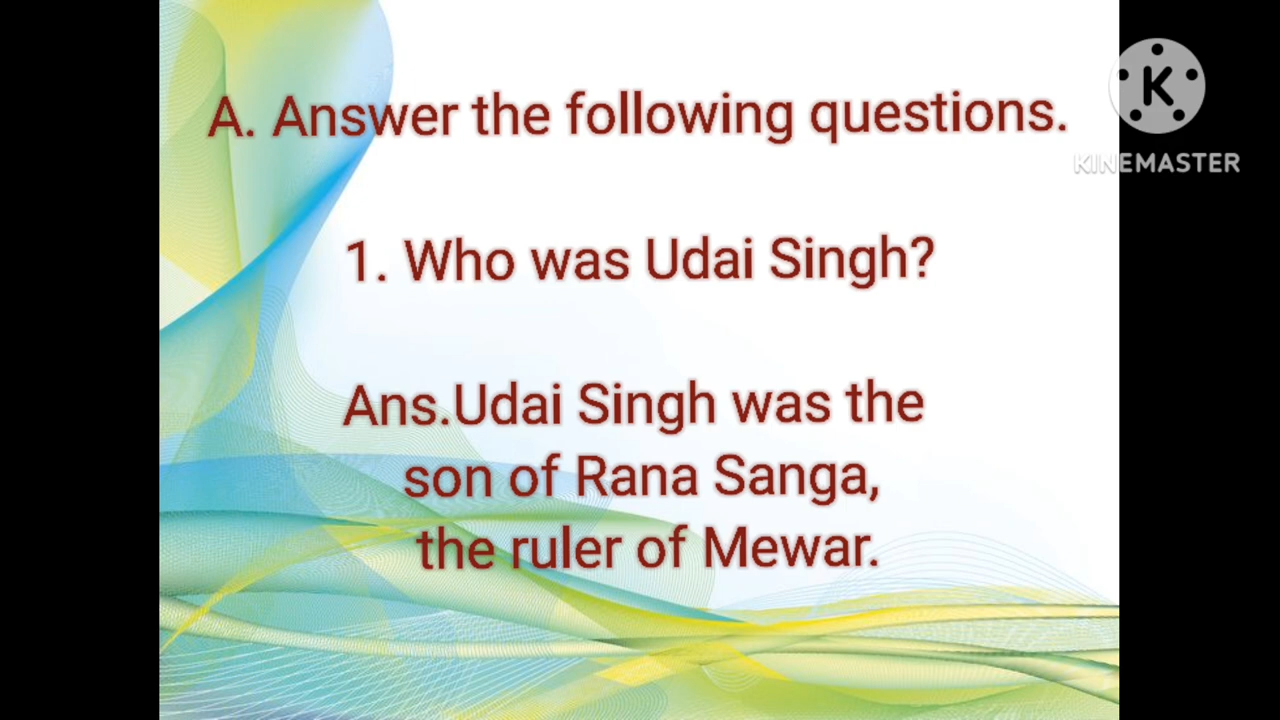 A. Answer the following questions.
K
KINEMASTER
1. Who was Udai Singh?
Ans.Udai Singh was the
son of Rana Sanga,
the ruler of Mewar.